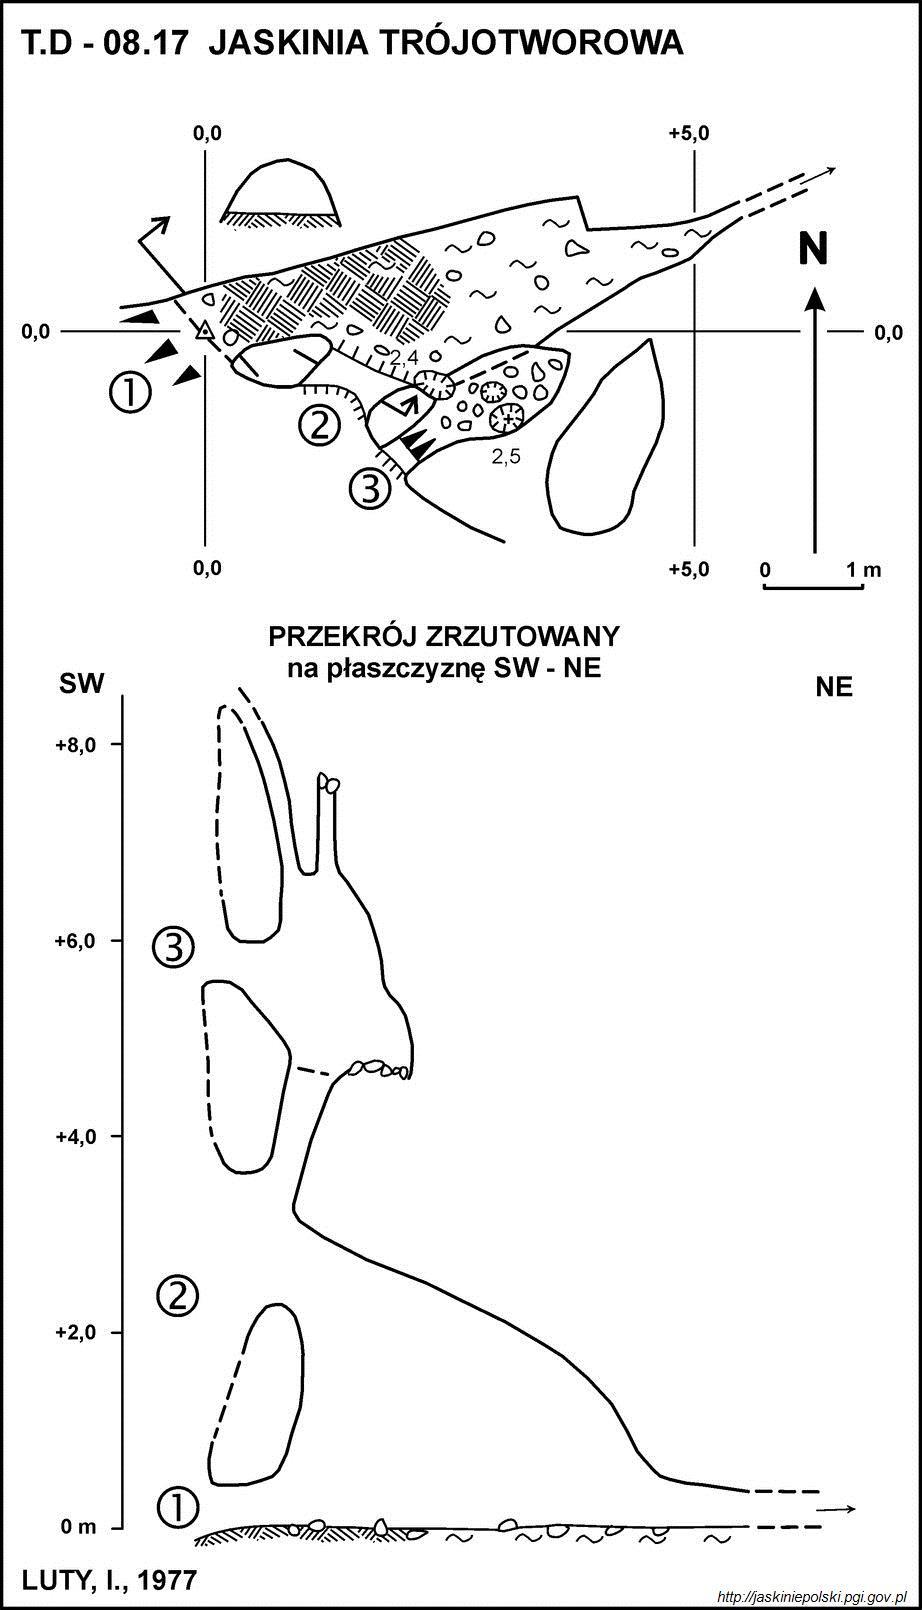 T.D - 08.17 JASKINIA TRÓJOTWOROWA
0,0 +5,0
N
0,0 0,0
2,4
1
2
2,5
3
0,0 +5,0 0 1 m
PRZEKRÓJ ZRZUTOWANY
na płaszczyznę SW - NE
SW NE
+8,0
+6,0 3
+4,0
2
+2,0
1
0 m
LUTY, I., 1977
http://jaskiniepolski.pgi.gov.pl